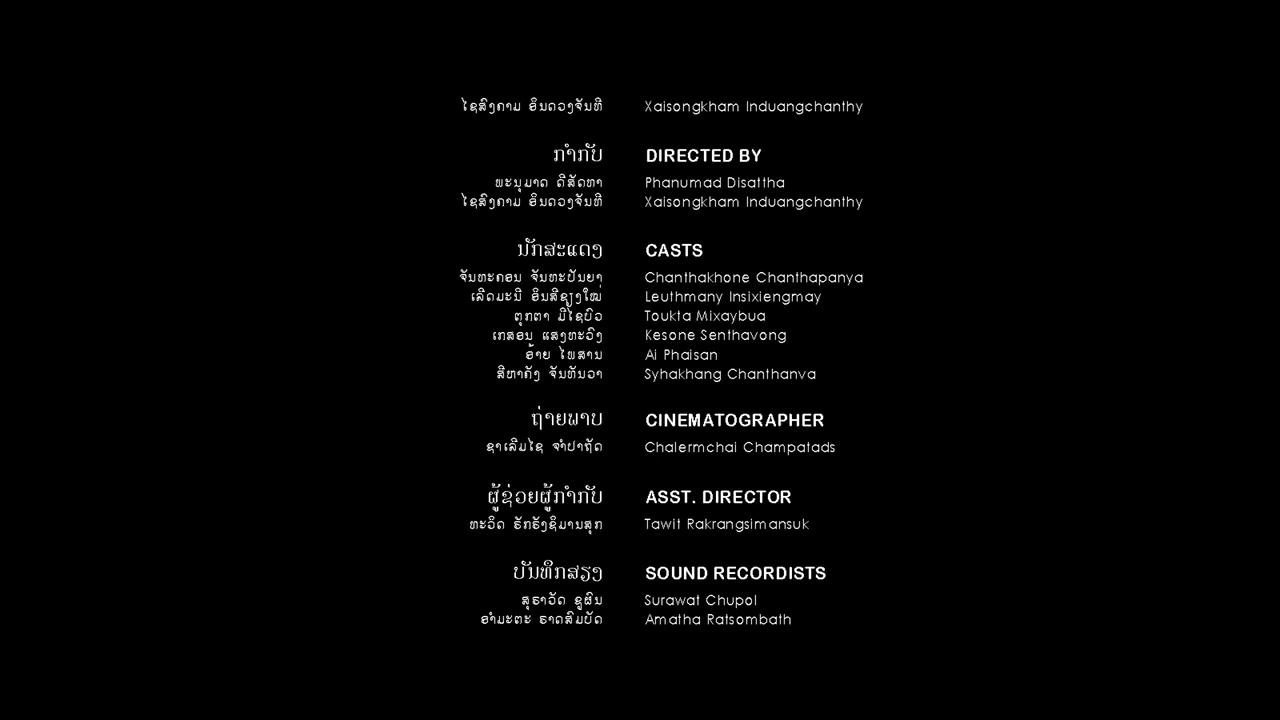 ໄຊສົງຄາມ ອິນດວງຈັນທີ Xaisongkham Induangchanthy
ກຳກັບ DIRECTED BY
ພະນຸມາດ ດີສັດທາ Phanumad Disattha
ໄຊສົງຄາມ ອິນດວງຈັນທີ Xaisongkham Induangchanthy
ນັກສະແດງ CASTS
ຈັນທະຄອນ ຈັນທະປັນຍາ Chanthakhone Chanthapanya
ເລີດມະນີ ອິນສີຊຽງໃໝ່ Leuthmany Insixiengmay
ຕຸກຕາ ມີໄຊບົວ Toukta Mixaybua
ເກສອນ ແສງທະວົງ Kesone Senthavong
ອ້າຍ ໄພສານ Ai Phaisan
ສີຫາຄັງ ຈັນທັນວາ Syhakhang Chanthanva
ຖ່າຍພາບ CINEMATOGRAPHER
ຊາເລີມໄຊ ຈຳປາຖັດ Chalermchai Champatads
ຜູ້ຊ່ວຍຜູ້ກຳກັບ ASST. DIRECTOR
ທະວິດ ຮັກຮັງຊິມານສຸກ Tawit Rakrangsimansuk
ບັນທຶກສຽງ SOUND RECORDISTS
ສຸຣາວັດ ຊູຜົນ Surawat Chupol
ອຳມະຕະ ຣາດສົມບັດ Amatha Ratsombath